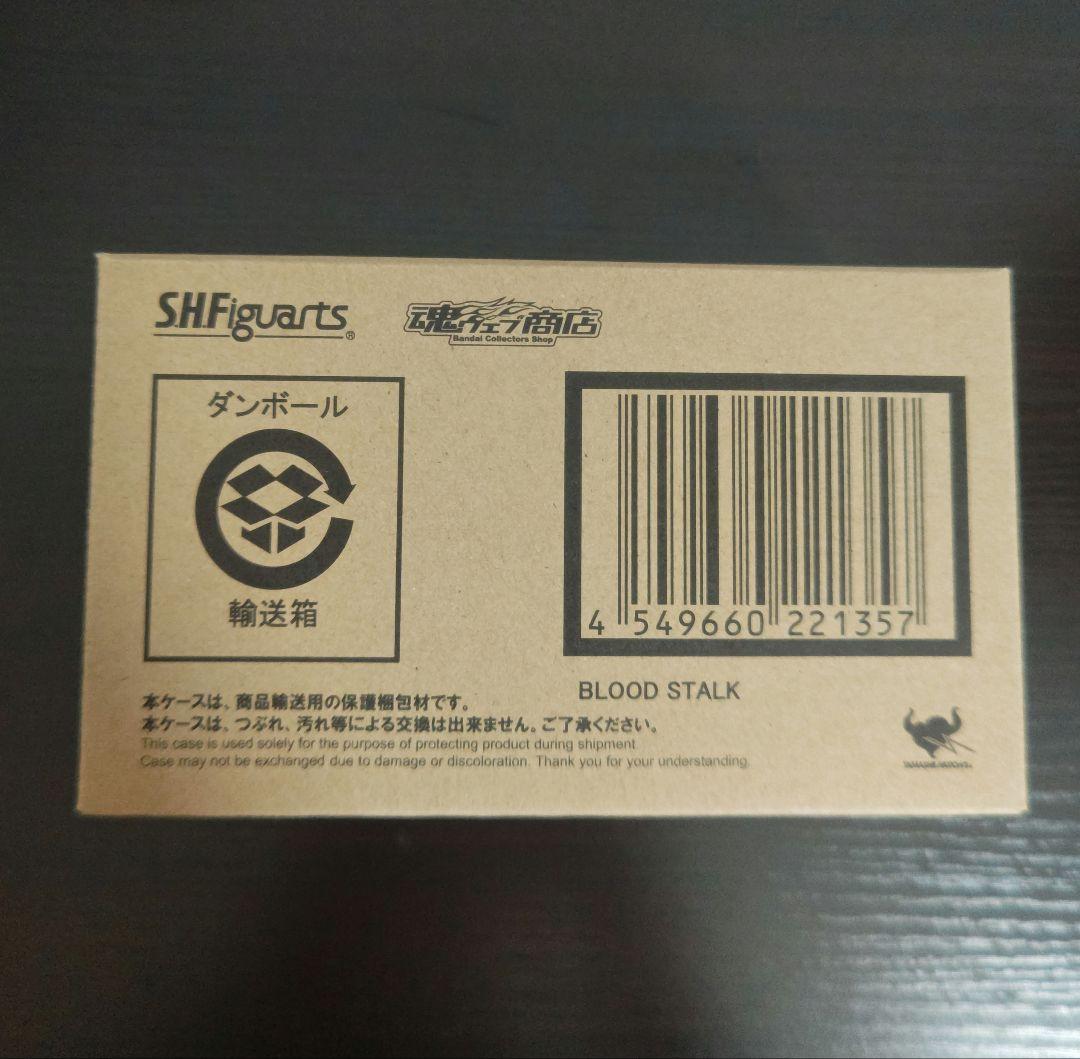 S.H.Figuarts®
魂ウェブ商店
Bandai Collectors Shop
ダンボール
輸送箱
4 549660 221357
BLOOD STALK
本ケースは、商品輸送用の保護梱包材です。
本ケースは、つぶれ、汚れ等による交換は出来ません。ご了承ください。
This case is used solely for the purpose of protecting product during shipment.
Case may not be exchanged due to damage or discoloration. Thank you for your understanding.
TAMASHII NATIONS